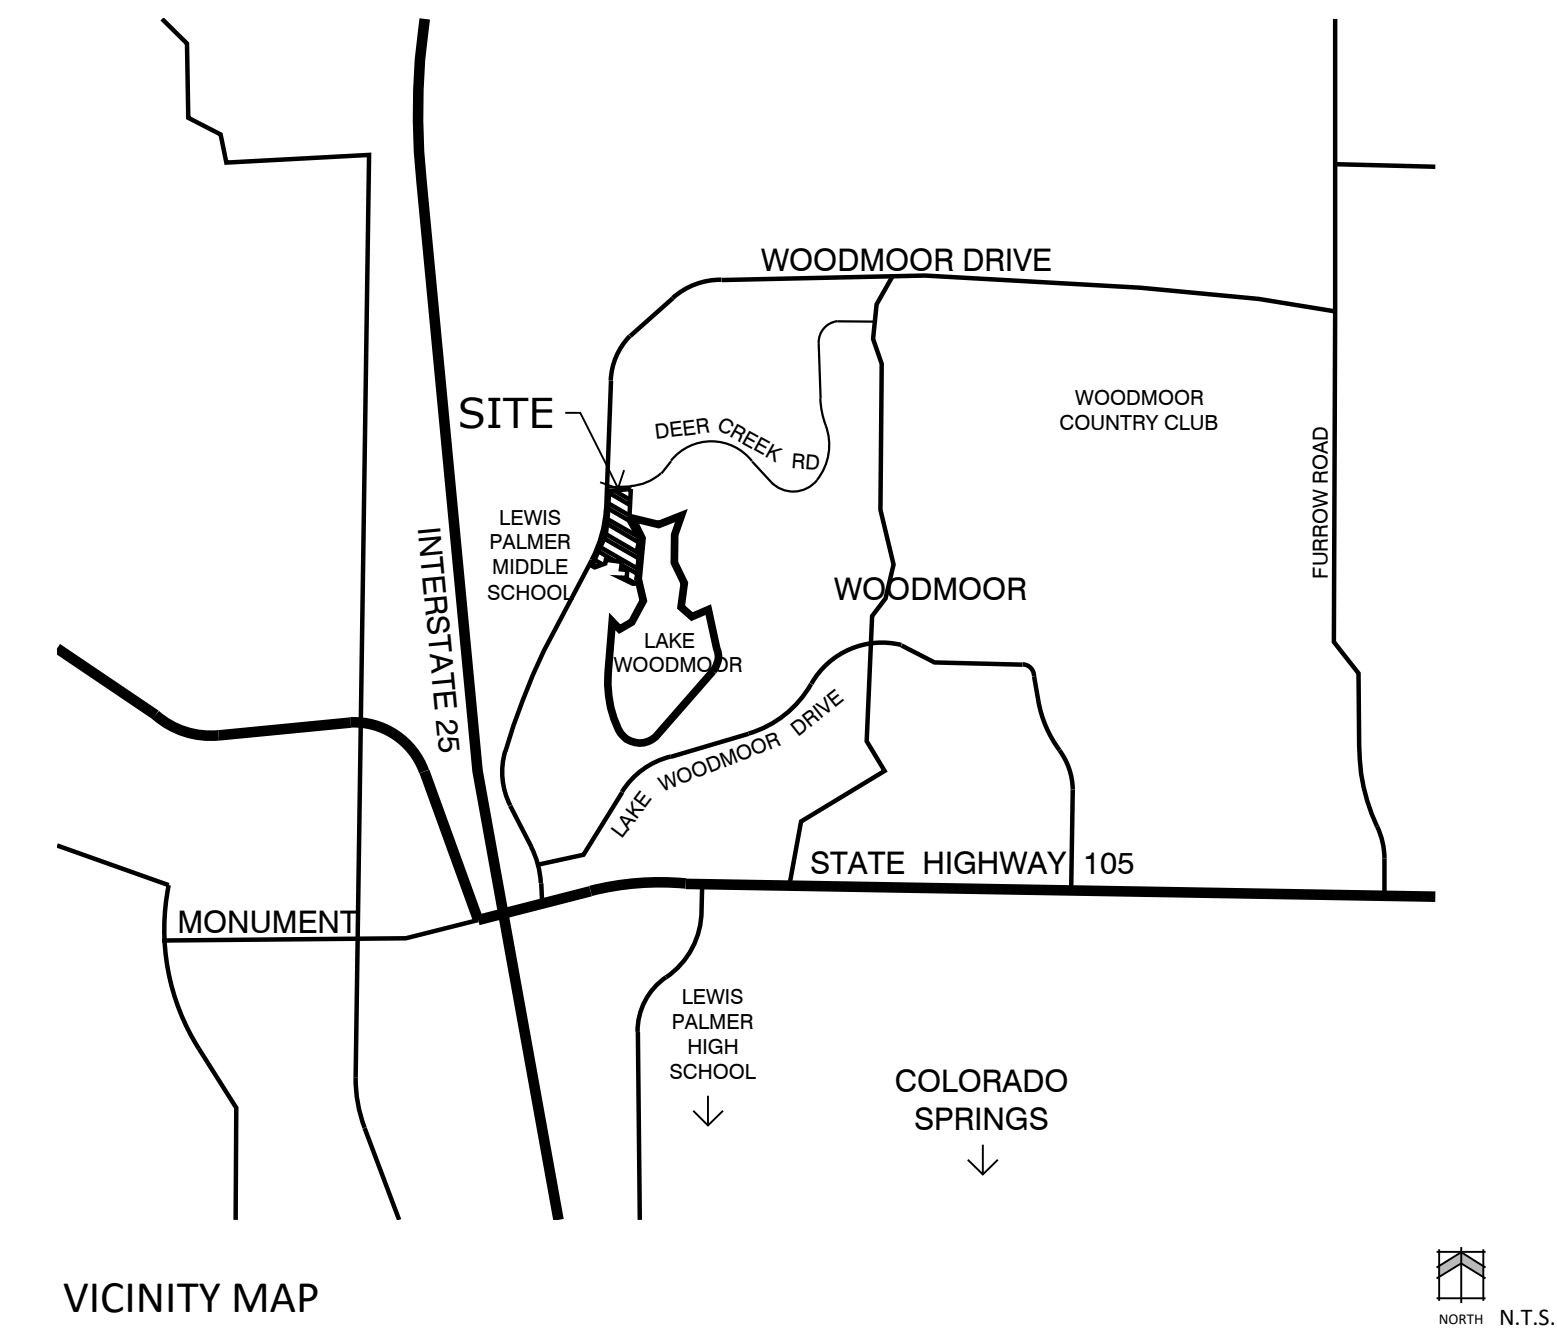 WOODMOOR DRIVE
SITE
DEER CREEK RD
WOODMOOR
COUNTRY CLUB
FURROW ROAD
LEWIS
PALMER
MIDDLE
SCHOOL
INTERSTATE 25
WOODMOOR
LAKE
WOODMOOR
LAKE WOODMOOR DRIVE
STATE HIGHWAY 105
MONUMENT
LEWIS
PALMER
HIGH
SCHOOL
COLORADO
SPRINGS
VICINITY MAP
NORTH N.T.S.